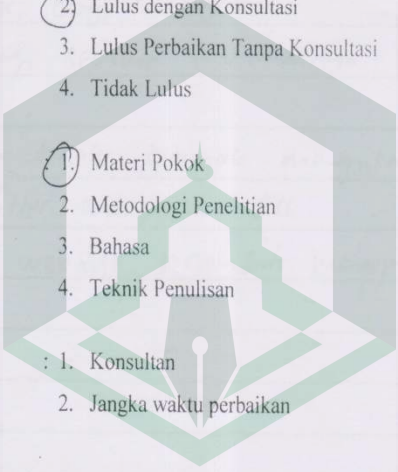 2. Lulus dengan Konsultasi
3. Lulus Perbaikan Tanpa Konsultasi
4. Tidak Lulus
: 1. Materi Pokok
2. Metodologi Penelitian
3. Bahasa
4. Teknik Penulisan
: 1. Konsultan
2. Jangka waktu perbaikan